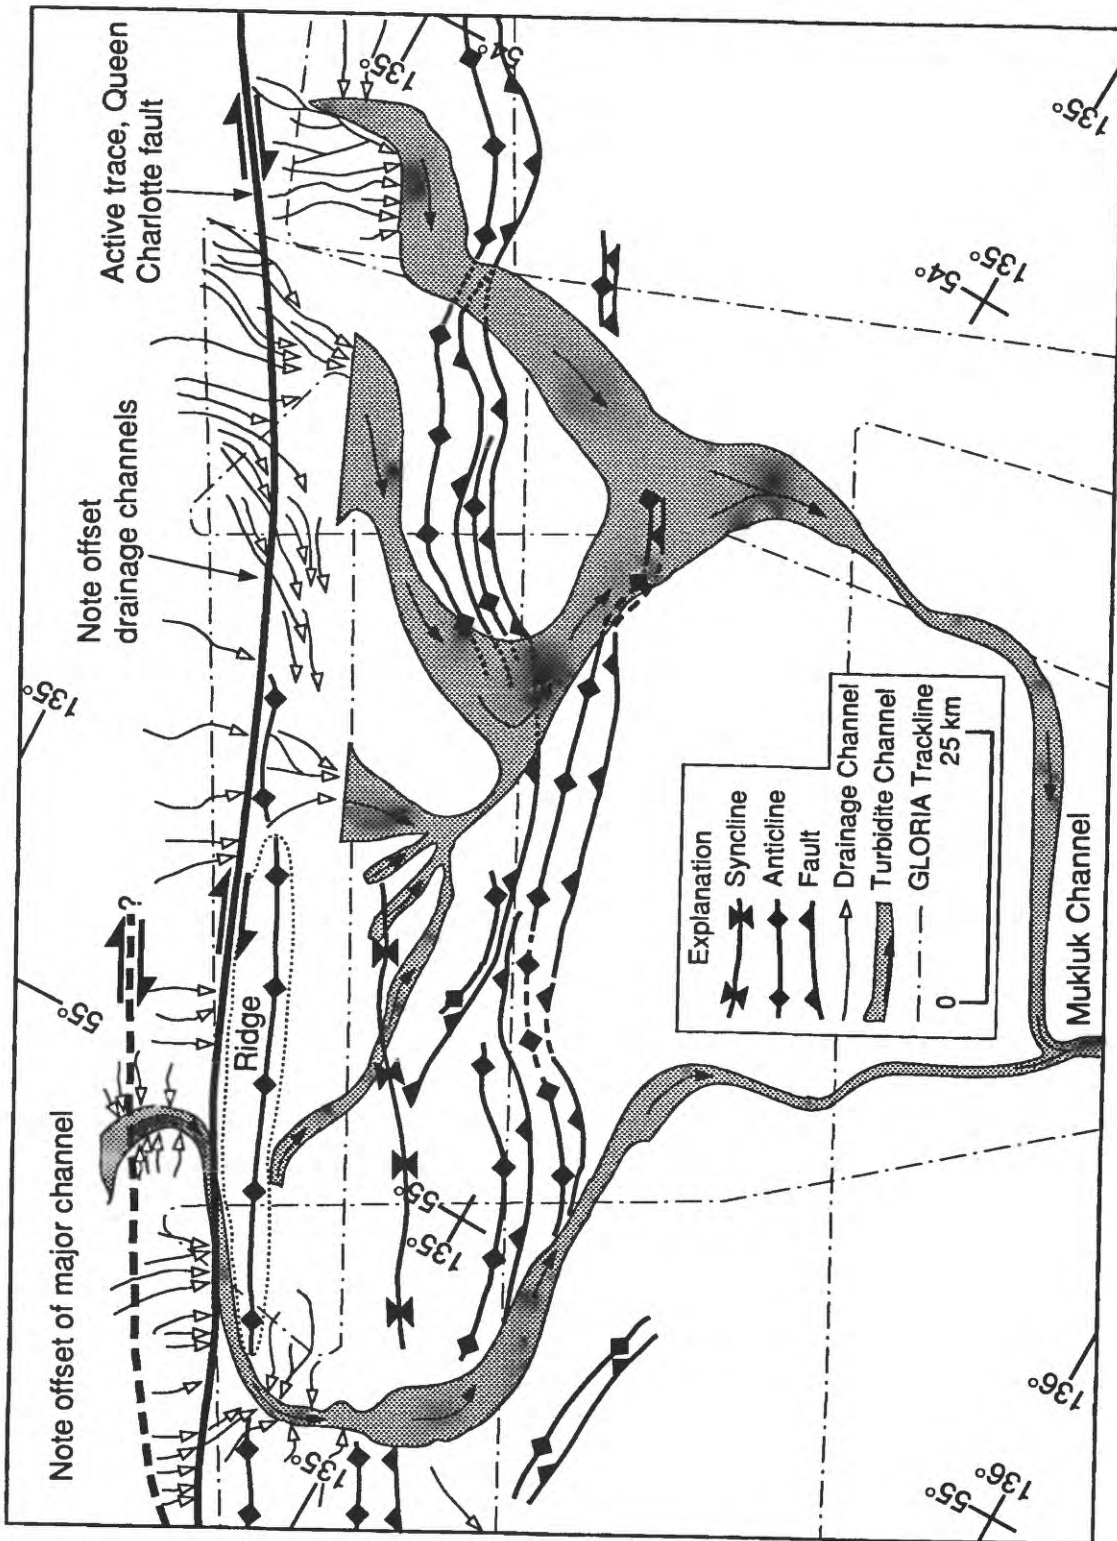 Note offset of major channel
Note offset
drainage channels
Active trace, Queen
Charlotte fault
55°
135°
135°
54°
?
Ridge
55°
135°
135°
54°
135°
135°
136°
55°
136°
Explanation
Syncline
Anticline
Fault
Drainage Channel
Turbidite Channel
GLORIA Trackline
0
25 km
Mukluk Channel